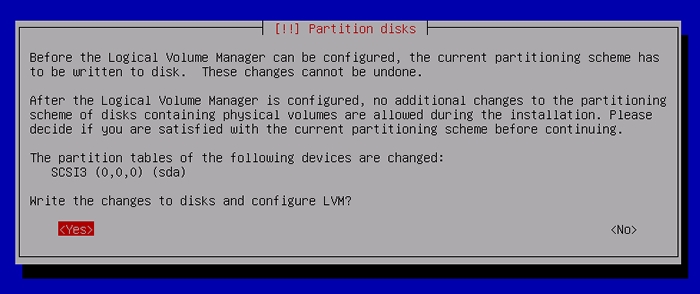 [!!] Partition disks
Before the Logical Volume Manager can be configured, the current partitioning scheme has
to be written to disk.  These changes cannot be undone.
After the Logical Volume Manager is configured, no additional changes to the partitioning
scheme of disks containing physical volumes are allowed during the installation. Please
decide if you are satisfied with the current partitioning scheme before continuing.
The partition tables of the following devices are changed:
SCSI3 (0,0,0) (sda)
Write the changes to disks and configure LVM?
<Yes> <No>